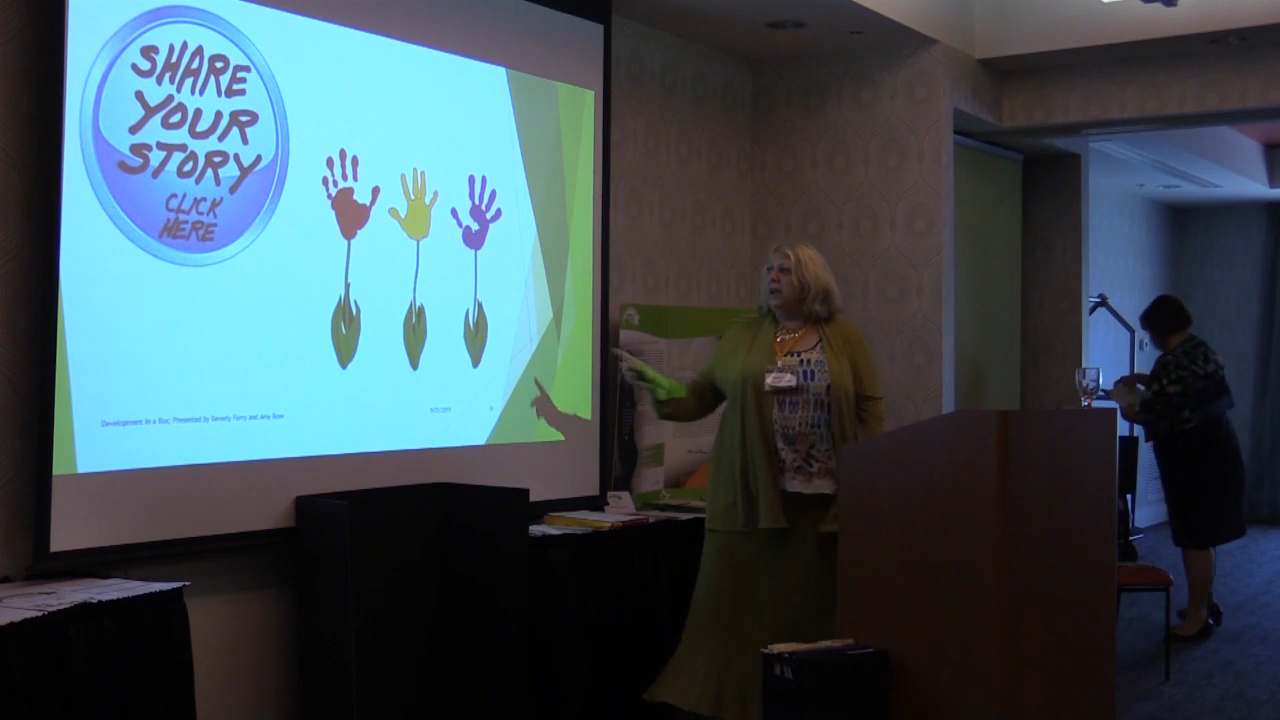 SHARE
YOUR
STORY
CLICK
HERE
Development in a Box, Presented by Beverly Ferry and Amy Rose